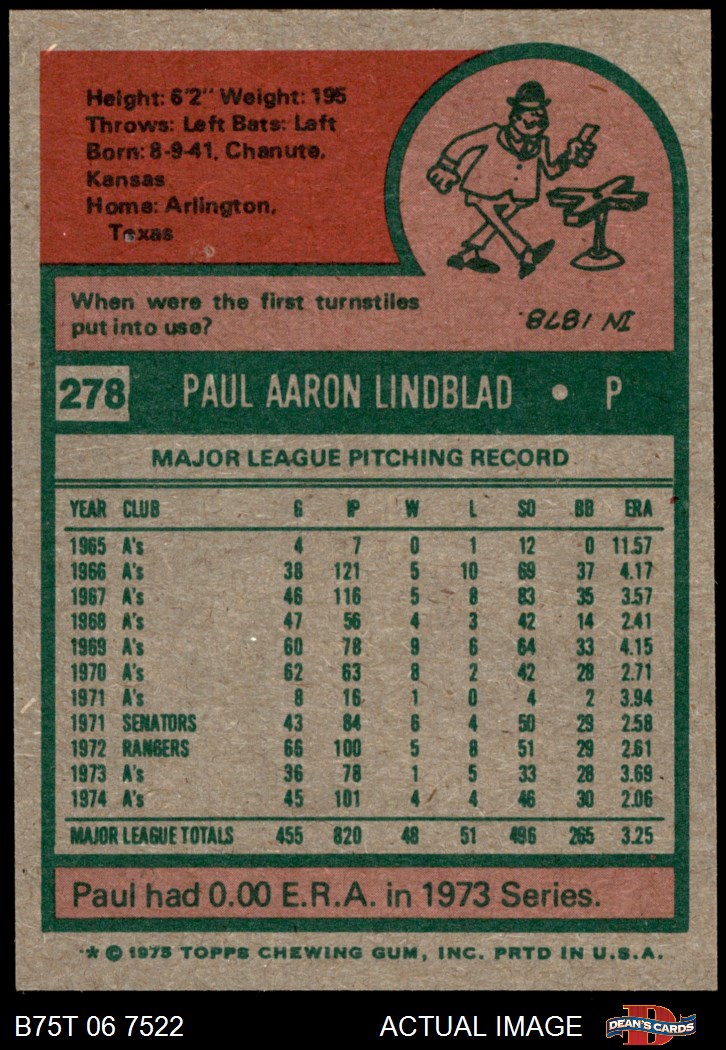 Height: 6'2" Weight: 195
Throws: Left Bats: Left
Born: 8-9-41, Chanute,
Kansas
Home: Arlington,
Texas
When were the first turnstiles
put into use?
IN 1878.
278 PAUL AARON LINDBLAD • P
MAJOR LEAGUE PITCHING RECORD
YEAR CLUB G IP W L SO BB ERA
1965 A's 4 7 0 1 12 0 11.57
1966 A's 38 121 5 10 69 37 4.17
1967 A's 46 116 5 8 83 35 3.57
1968 A's 47 56 4 3 42 14 2.41
1969 A's 60 78 9 6 64 33 4.15
1970 A's 62 63 8 2 42 28 2.71
1971 A's 8 16 1 0 4 2 3.94
1971 SENATORS 43 84 6 4 50 29 2.58
1972 RANGERS 66 100 5 8 51 29 2.61
1973 A's 36 78 1 5 33 28 3.69
1974 A's 45 101 4 4 46 30 2.06
MAJOR LEAGUE TOTALS 455 820 48 51 496 265 3.25
Paul had 0.00 E.R.A. in 1973 Series.
* © 1975 TOPPS CHEWING GUM, INC. PRTD IN U.S.A.
B75T 06 7522 ACTUAL IMAGE DEAN'S CARDS